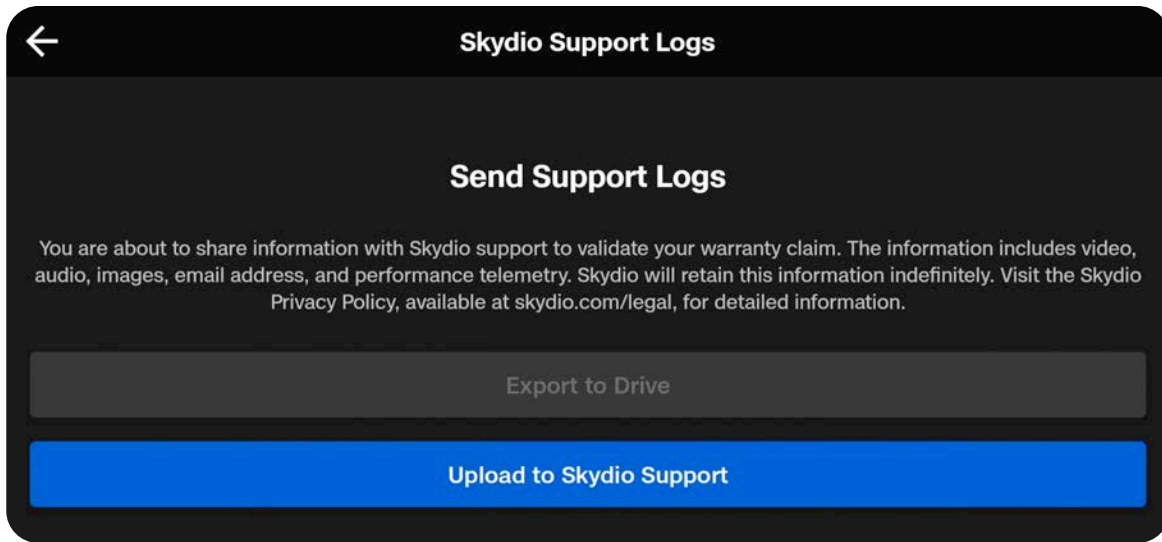 Skydio Support Logs
Send Support Logs
You are about to share information with Skydio support to validate your warranty claim. The information includes video,
audio, images, email address, and performance telemetry. Skydio will retain this information indefinitely. Visit the Skydio
Privacy Policy, available at skydio.com/legal, for detailed information.
Export to Drive
Upload to Skydio Support